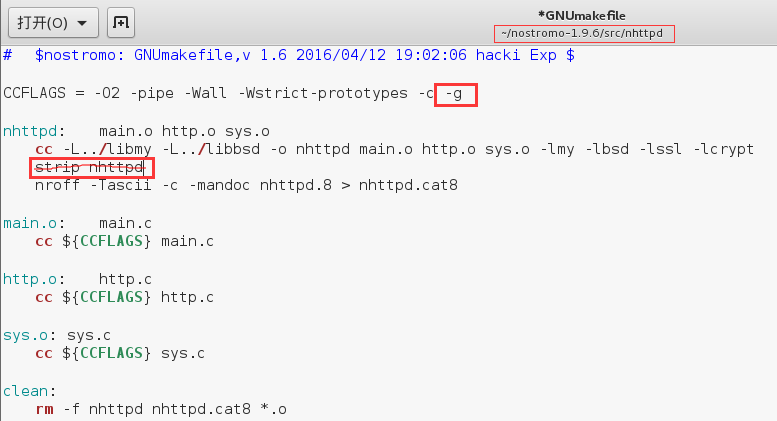 打开(O)
*GNUmakefile
~/nostromo-1.9.6/src/nhttpd
#   $nostromo: GNUmakefile,v 1.6 2016/04/12 19:02:06 hacki Exp $
CCFLAGS = -O2 -pipe -Wall -Wstrict-prototypes -c -g
nhttpd:    main.o http.o sys.o
    cc -L../libmy -L../libbsd -o nhttpd main.o http.o sys.o -lmy -lbsd -lssl -lcrypt
    strip nhttpd
    nroff -Tascii -c -mandoc nhttpd.8 > nhttpd.cat8
main.o:    main.c
    cc ${CCFLAGS} main.c
http.o:    http.c
    cc ${CCFLAGS} http.c
sys.o: sys.c
    cc ${CCFLAGS} sys.c
clean:
    rm -f nhttpd nhttpd.cat8 *.o